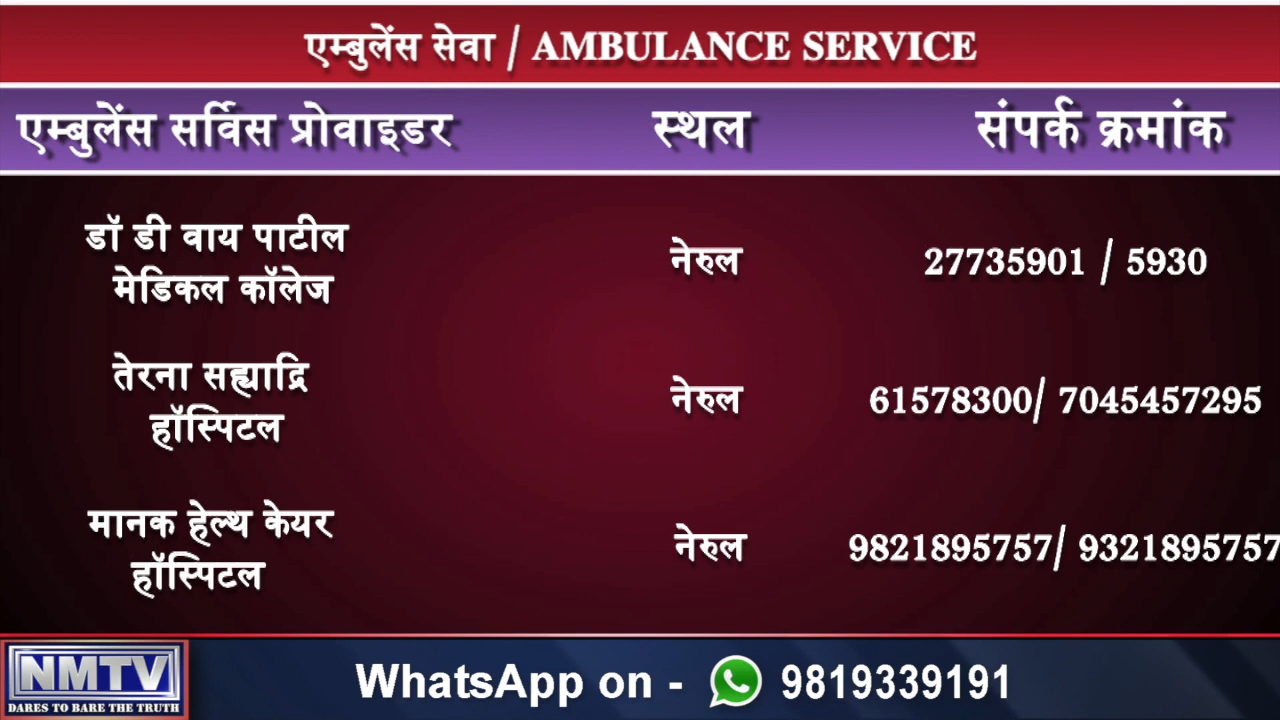 एम्बुलेंस सेवा / AMBULANCE SERVICE
एम्बुलेंस सर्विस प्रोवाइडर स्थल संपर्क क्रमांक
डॉ डी वाय पाटील
मेडिकल कॉलेज
नेरुल 27735901 / 5930
तेरना सह्याद्रि
हॉस्पिटल
नेरुल 61578300/ 7045457295
मानक हेल्थ केयर
हॉस्पिटल
नेरुल 9821895757/ 9321895757
NMTV
DARES TO BARE THE TRUTH
WhatsApp on - 9819339191